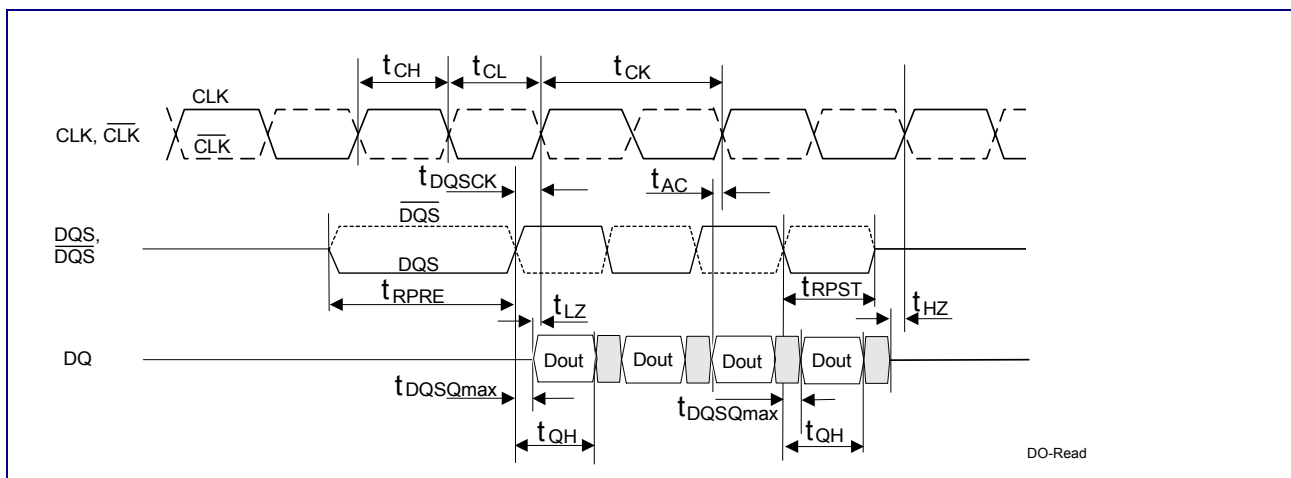 tCH tCL tCK
CLK
CLK, CLK
CLK
tDQSCK tAC
DQS
DQS,
DQS
DQS
tRPRE tLZ tRPST tHZ
DQ Dout Dout Dout Dout
tDQSQmax tDQSQmax
tQH tQH
DO-Read